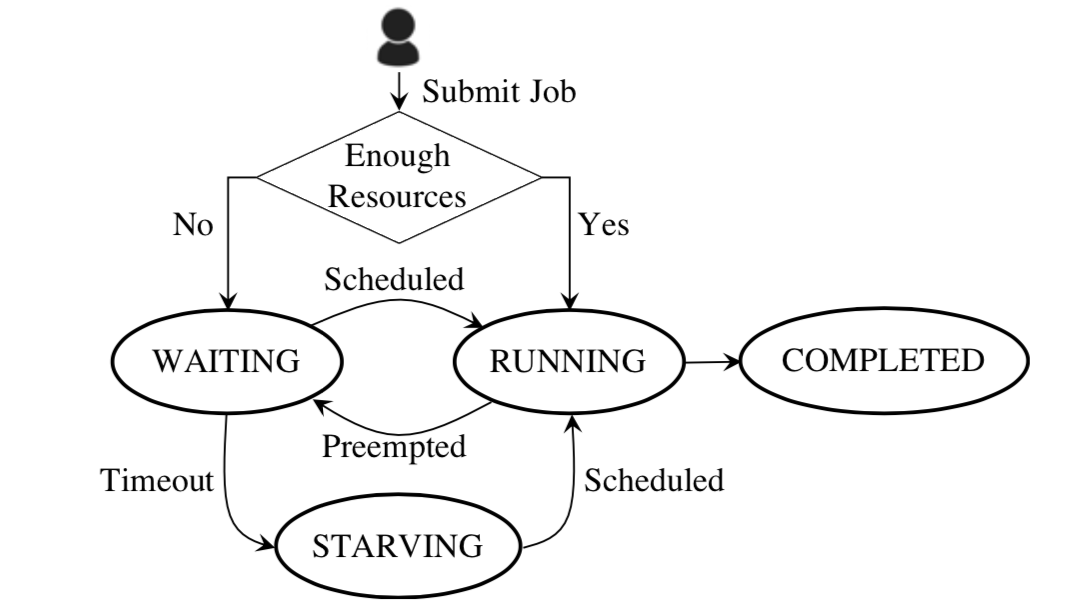 Submit Job
Enough
Resources
No
Yes
Scheduled
WAITING
RUNNING
COMPLETED
Preempted
Timeout
Scheduled
STARVING